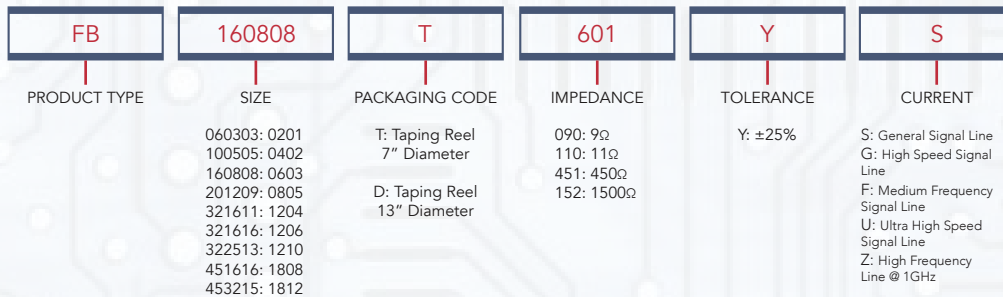 FB 160808 T 601 Y S
PRODUCT TYPE SIZE PACKAGING CODE IMPEDANCE TOLERANCE CURRENT
060303: 0201
100505: 0402
160808: 0603
201209: 0805
321611: 1204
321616: 1206
322513: 1210
451616: 1808
453215: 1812
T: Taping Reel
7” Diameter
D: Taping Reel
13” Diameter
090: 9Ω
110: 11Ω
451: 450Ω
152: 1500Ω
Y: ±25%
S: General Signal Line
G: High Speed Signal
Line
F: Medium Frequency
Signal Line
U: Ultra High Speed
Signal Line
Z: High Frequency
Line @ 1GHz